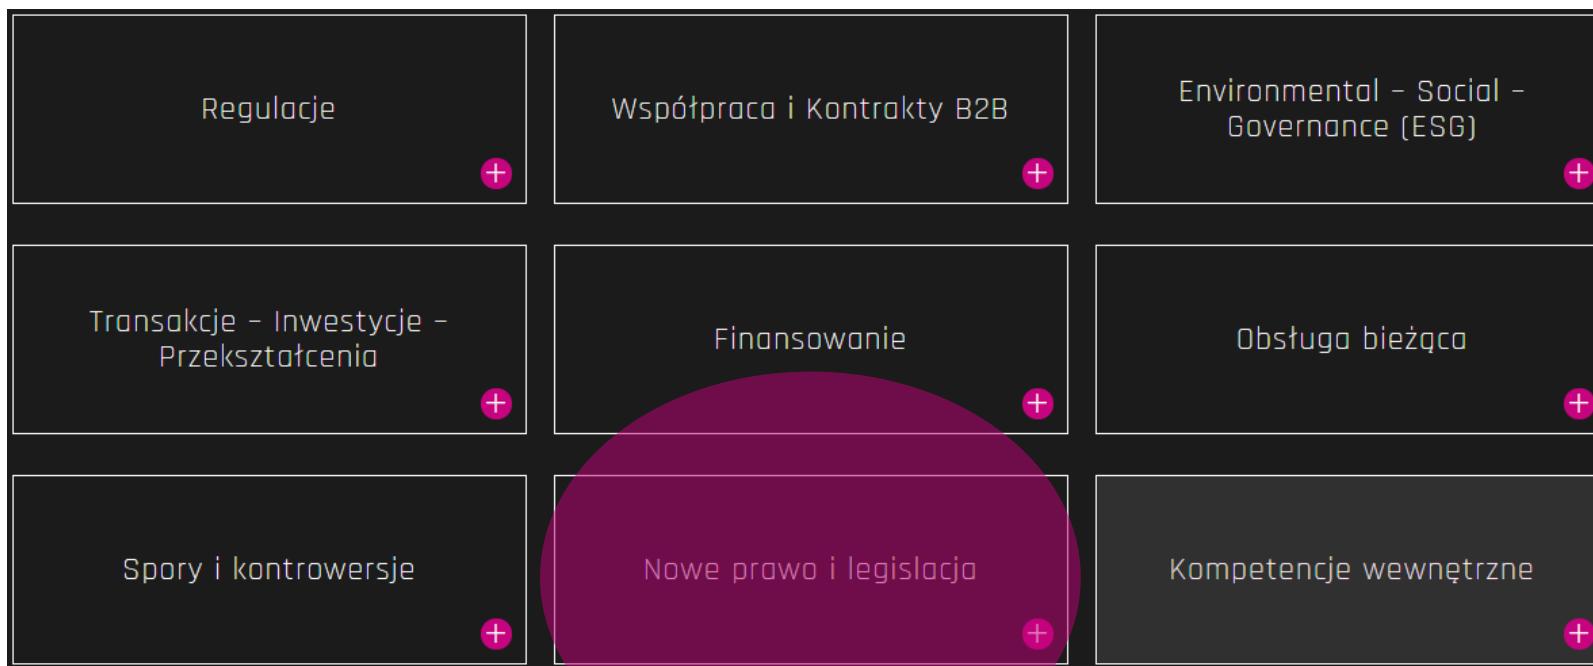 Regulacje
Współpraca i Kontrakty B2B
Environmental – Social –
Governance (ESG)
Transakcje – Inwestycje –
Przekształcenia
Finansowanie
Obsługa bieżąca
Spory i kontrowersje
Nowe prawo i legislacja
Kompetencje wewnętrzne